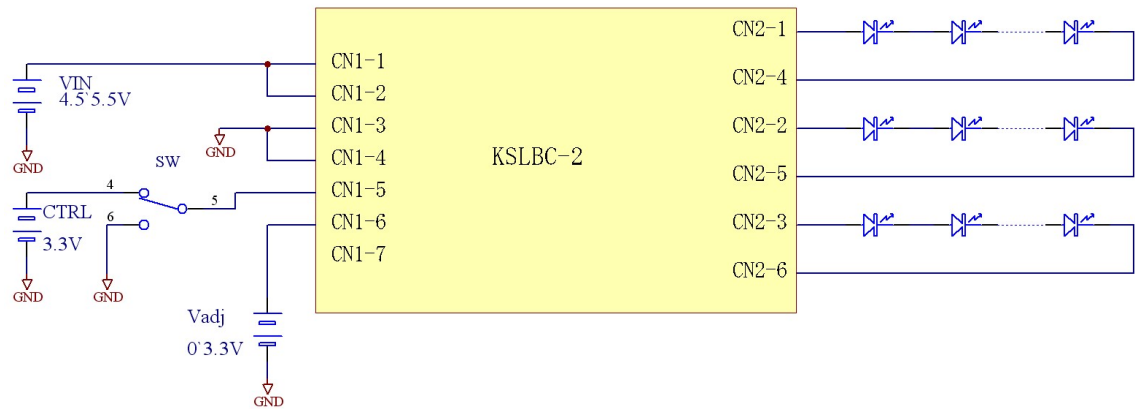 CN2-1
CN1-1
CN2-4
VIN
4.5`5.5V
CN1-2
CN1-3
CN2-2
GND
GND
SW
CN1-4
KSLBC-2
CN2-5
4
5
CN1-5
CTRL
3.3V
6
CN1-6
CN2-3
CN1-7
CN2-6
GND
GND
Vadj
0`3.3V
GND